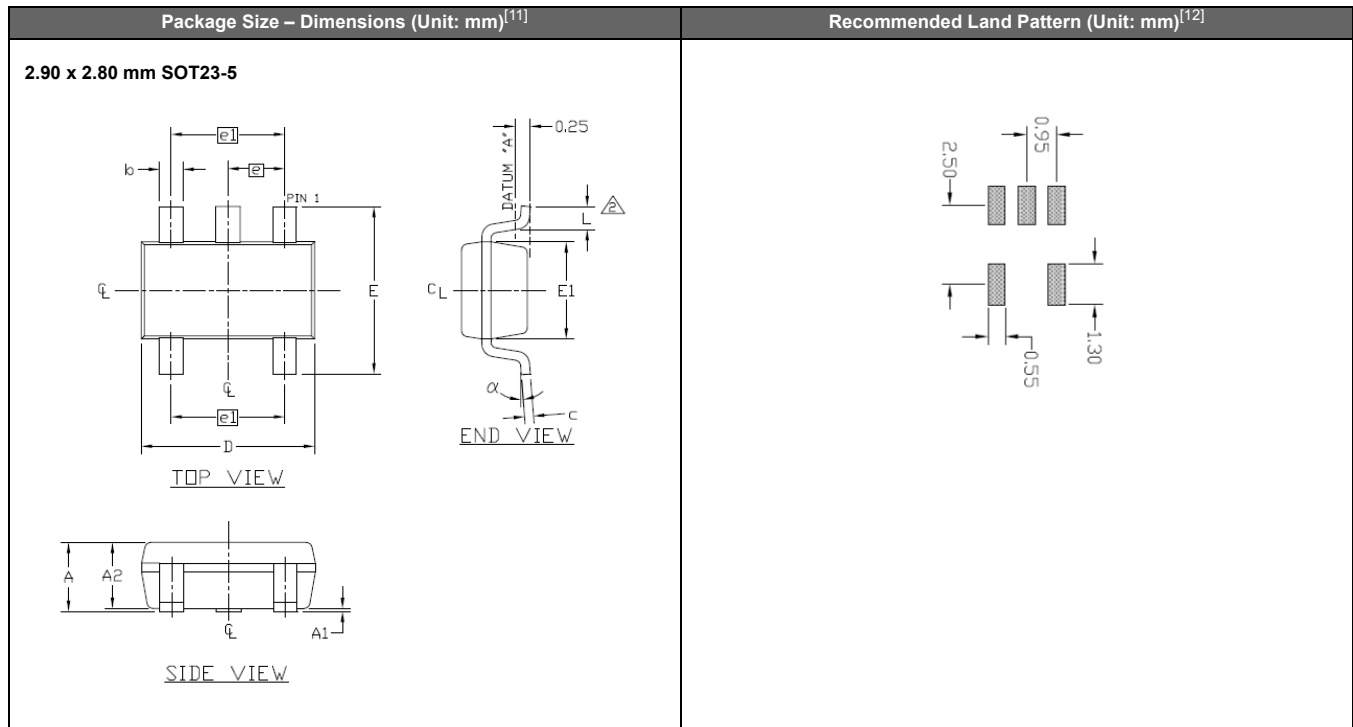 Package Size – Dimensions (Unit: mm)[11]
Recommended Land Pattern (Unit: mm)[12]
2.90 x 2.80 mm SOT23-5
e1
b
e
PIN 1
℄
E
℄
e1
D
TOP VIEW
DATUM "A"
0.25
2
L
CL
E1
α
c
END VIEW
A
A2
℄
A1
SIDE VIEW
2.50
0.95
1.30
0.55